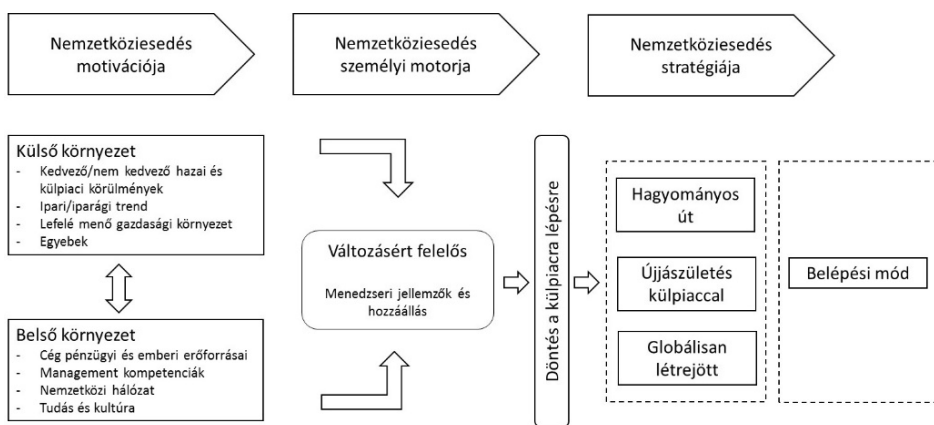 Nemzetköziesedés
motivációja
Nemzetköziesedés
személyi motorja
Nemzetköziesedés
stratégiája
Külső környezet
- Kedvező/nem kedvező hazai és
külpiaci körülmények
- Ipari/iparági trend
- Lefelé menő gazdasági környezet
- Egyebek
Belső környezet
- Cég pénzügyi és emberi erőforrásai
- Management kompetenciák
- Nemzetközi hálózat
- Tudás és kultúra
Változásért felelős
Menedzseri jellemzők és
hozzáállás
Döntés a külpiacra lépésre
Hagyományos
út
Újjászületés
külpiaccal
Globálisan
létrejött
Belépési mód